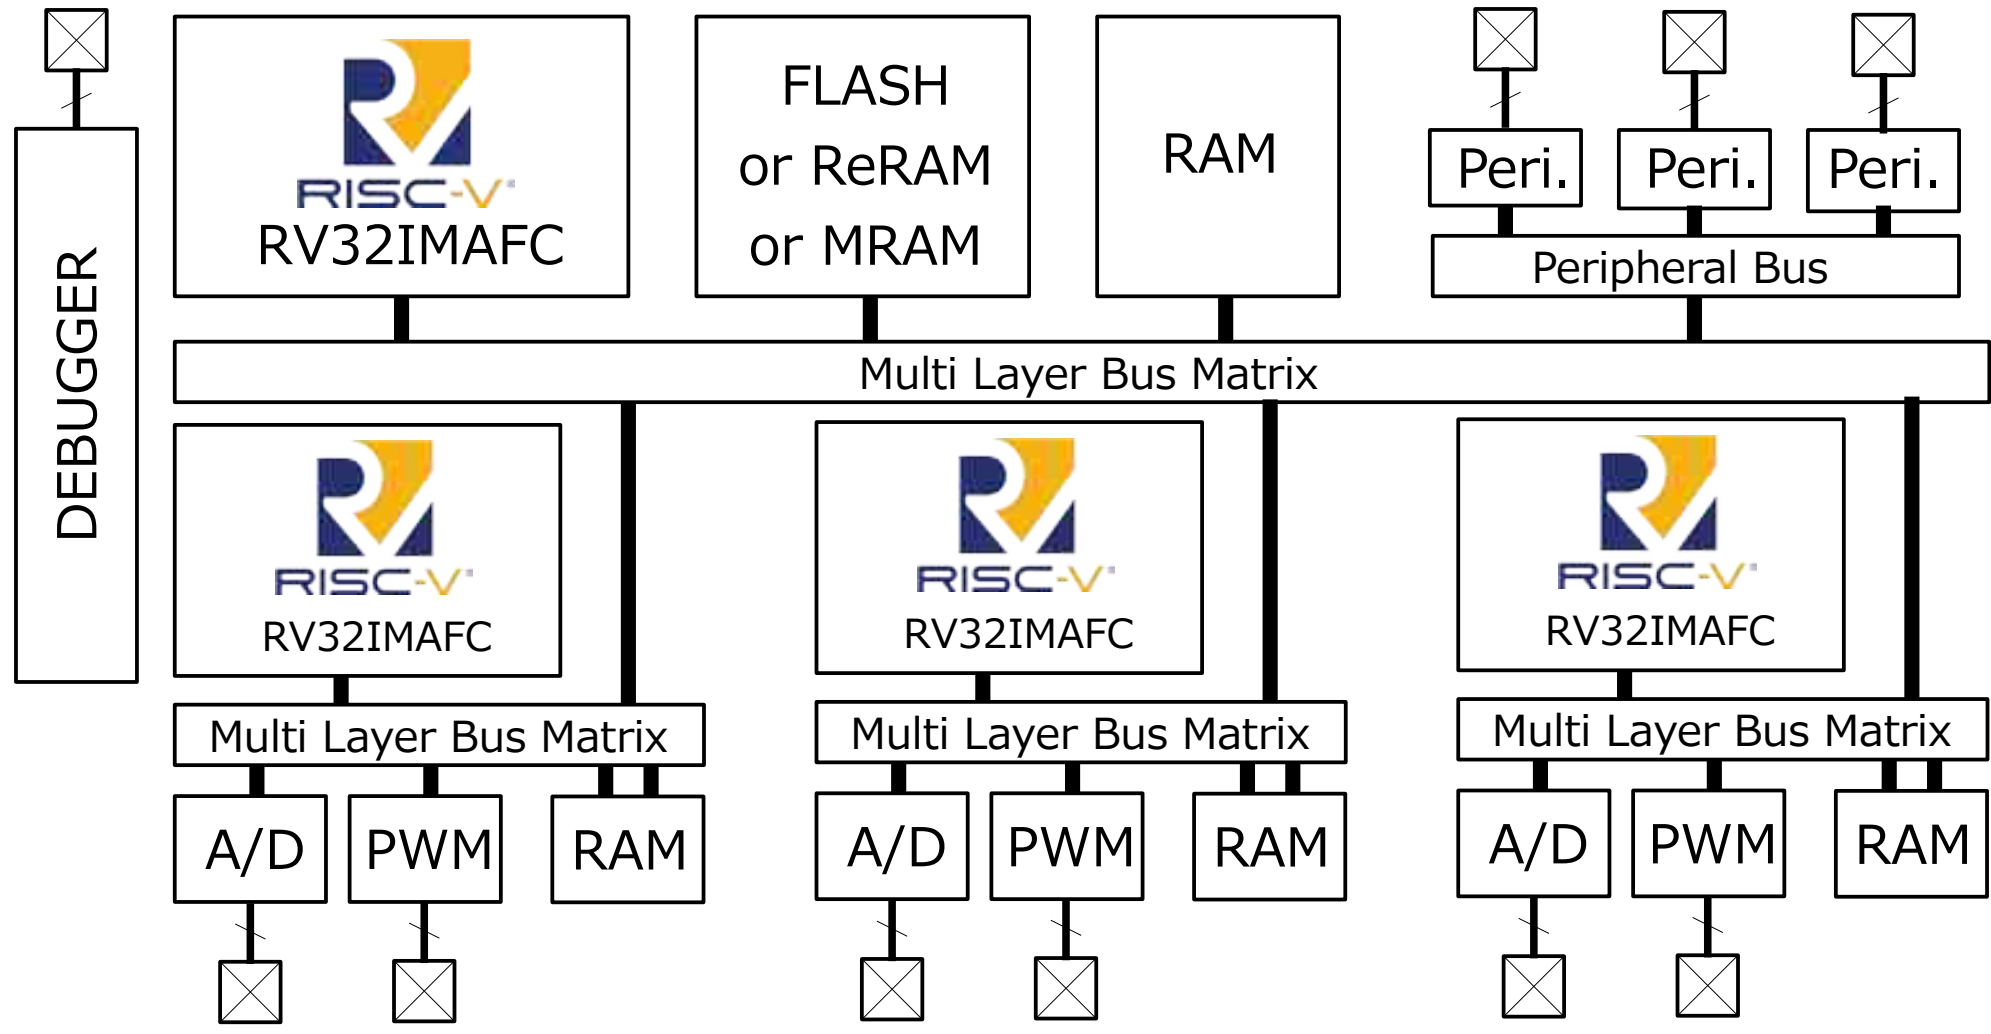 DEBUGGER
RISC-V
RV32IMAFC
FLASH
or ReRAM
or MRAM
RAM
Peri.
Peri.
Peri.
Peripheral Bus
Multi Layer Bus Matrix
RISC-V
RV32IMAFC
RISC-V
RV32IMAFC
RISC-V
RV32IMAFC
Multi Layer Bus Matrix
Multi Layer Bus Matrix
Multi Layer Bus Matrix
A/D
PWM
RAM
A/D
PWM
RAM
A/D
PWM
RAM